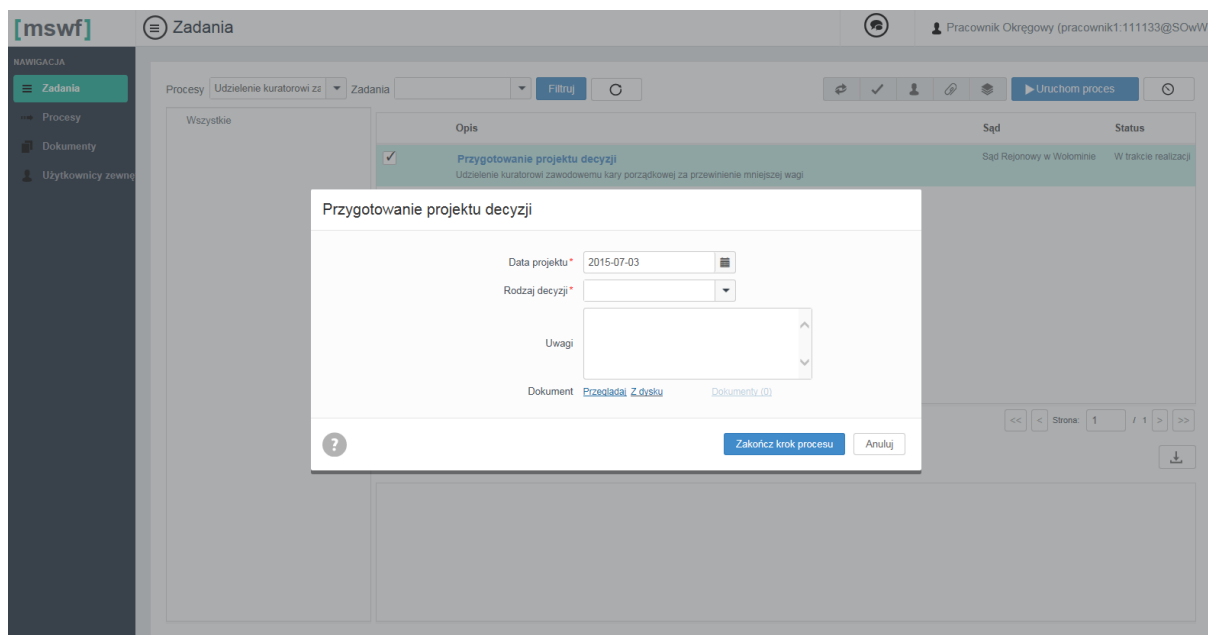 [mswf]
Zadania
Pracownik Okręgowy (pracownik1:111133@SOwW
NAWIGACJA
Zadania
Procesy
Dokumenty
Użytkownicy zewnę
Procesy Udzielenie kuratorowi za Zadania Filtruj Uruchom proces
Wszystkie
Opis Sąd Status
Przygotowanie projektu decyzji Sąd Rejonowy w Wołominie W trakcie realizacji
Udzielenie kuratorowi zawodowemu kary porządkowej za przewinienie mniejszej wagi
Przygotowanie projektu decyzji
Data projektu* 2015-07-03
Rodzaj decyzji*
Uwagi
Dokument Przeglądaj Z dysku Dokumenty (0)
? Zakończ krok procesu Anuluj
<< < Strona: 1 / 1 > >>